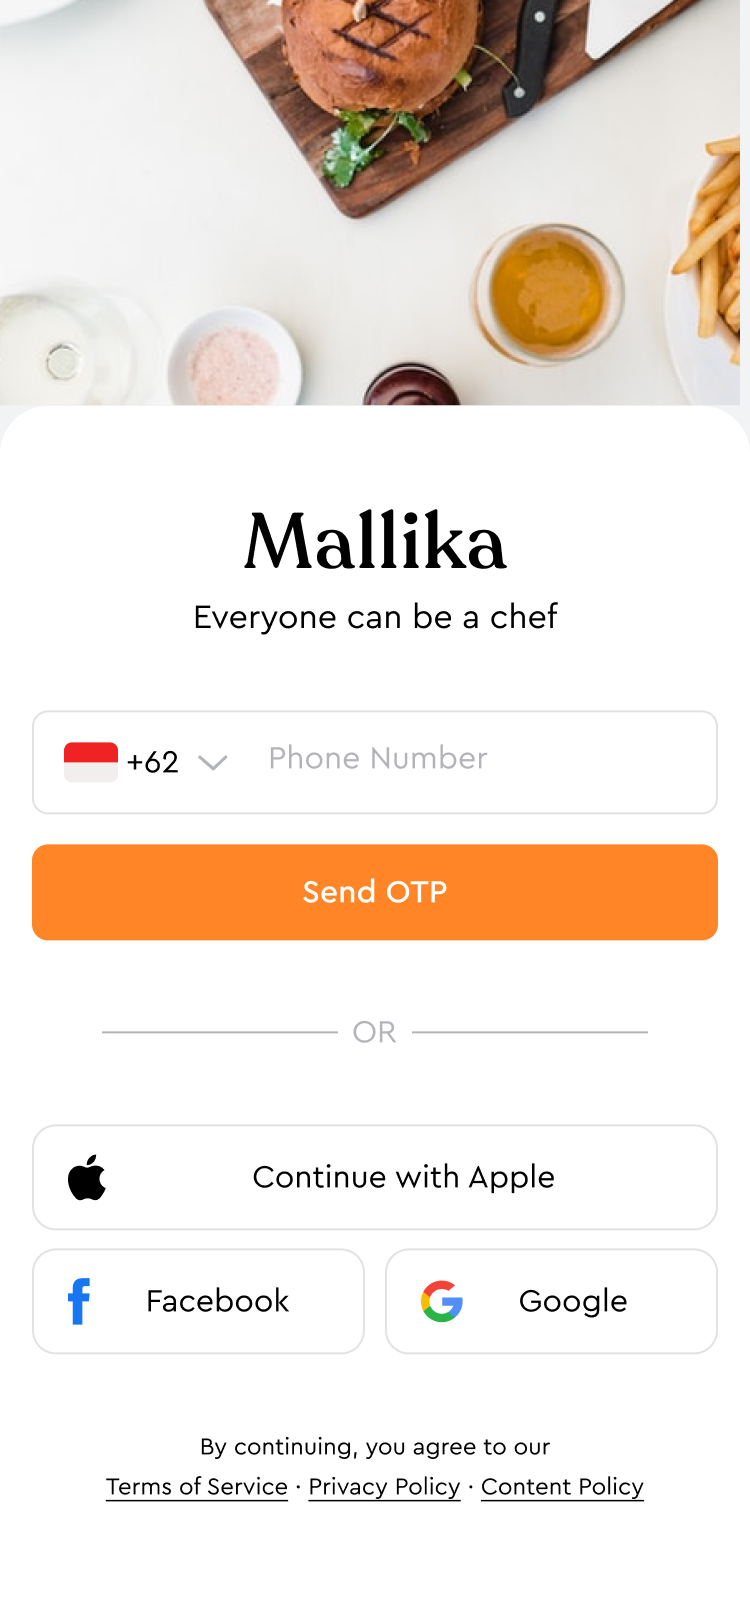 Mallika
Everyone can be a chef
+62 Phone Number
Send OTP
OR
Continue with Apple
Facebook
Google
By continuing, you agree to our
Terms of Service · Privacy Policy · Content Policy